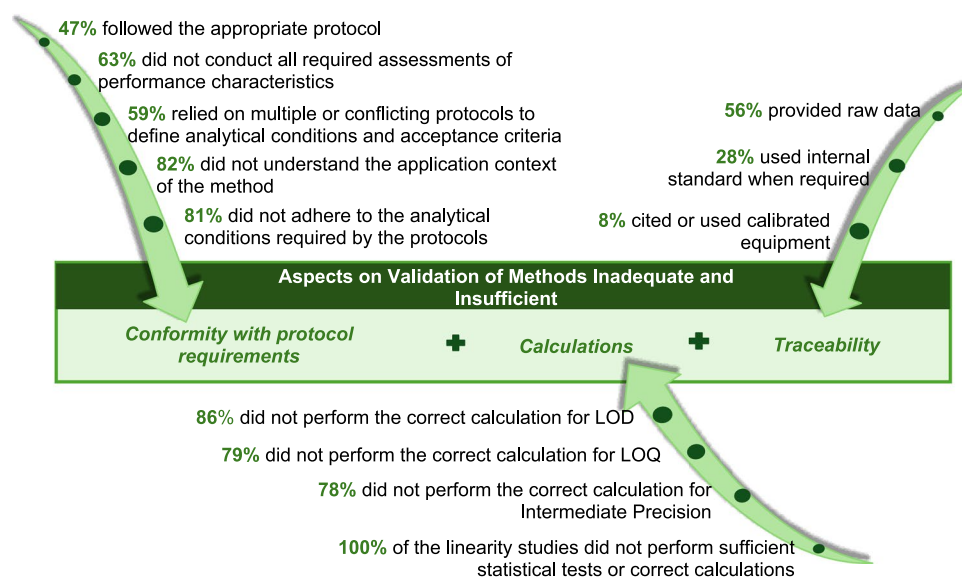 47% followed the appropriate protocol
63% did not conduct all required assessments of
performance characteristics
59% relied on multiple or conflicting protocols to
define analytical conditions and acceptance criteria
82% did not understand the application context
of the method
81% did not adhere to the analytical
conditions required by the protocols
56% provided raw data
28% used internal
standard when required
8% cited or used calibrated
equipment
Aspects on Validation of Methods Inadequate and
Insufficient
Conformity with protocol
requirements
+
Calculations
+
Traceability
86% did not perform the correct calculation for LOD
79% did not perform the correct calculation for LOQ
78% did not perform the correct calculation for
Intermediate Precision
100% of the linearity studies did not perform sufficient
statistical tests or correct calculations